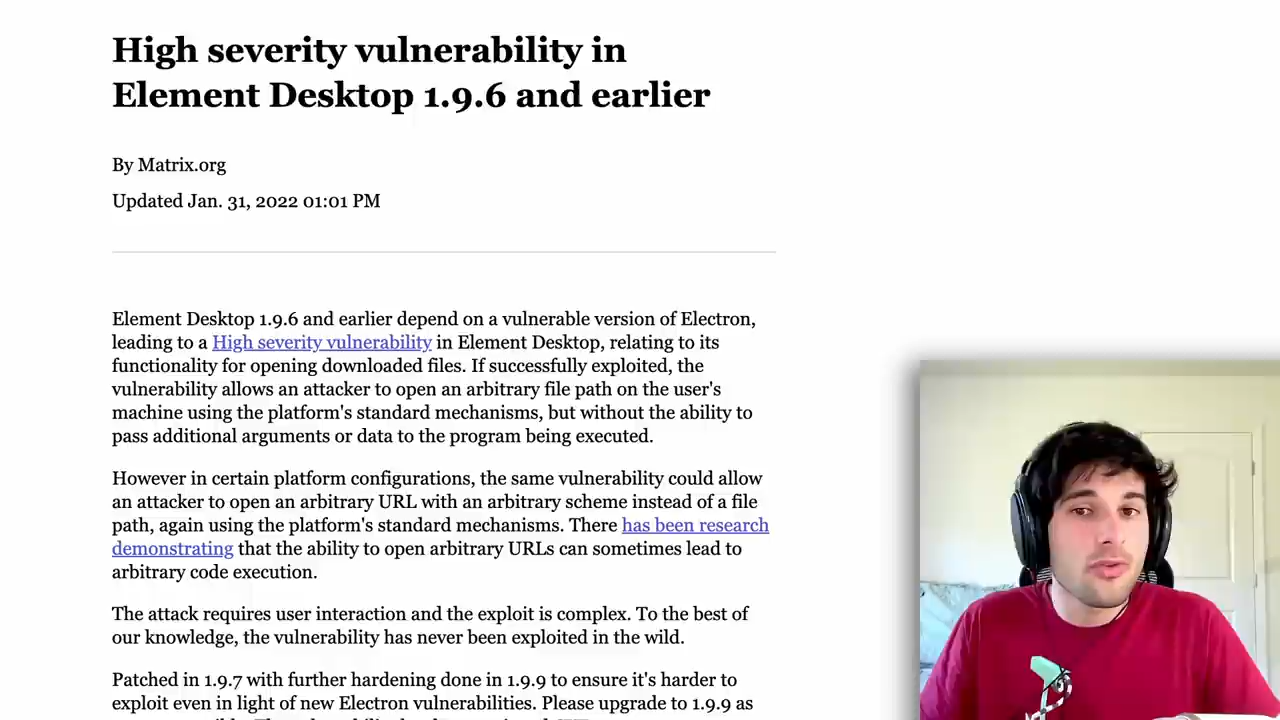 High severity vulnerability in
Element Desktop 1.9.6 and earlier
By Matrix.org
Updated Jan. 31, 2022 01:01 PM
Element Desktop 1.9.6 and earlier depend on a vulnerable version of Electron,
leading to a High severity vulnerability in Element Desktop, relating to its
functionality for opening downloaded files. If successfully exploited, the
vulnerability allows an attacker to open an arbitrary file path on the user's
machine using the platform's standard mechanisms, but without the ability to
pass additional arguments or data to the program being executed.
However in certain platform configurations, the same vulnerability could allow
an attacker to open an arbitrary URL with an arbitrary scheme instead of a file
path, again using the platform's standard mechanisms. There has been research
demonstrating that the ability to open arbitrary URLs can sometimes lead to
arbitrary code execution.
The attack requires user interaction and the exploit is complex. To the best of
our knowledge, the vulnerability has never been exploited in the wild.
Patched in 1.9.7 with further hardening done in 1.9.9 to ensure it's harder to
exploit even in light of new Electron vulnerabilities. Please upgrade to 1.9.9 as